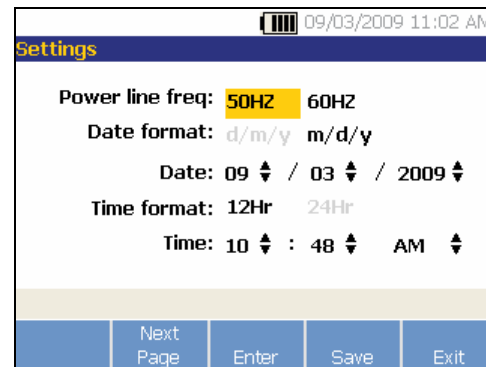 09/03/2009 11:02 AM
Settings
Power line freq: 50HZ 60HZ
Date format: d/m/y m/d/y
Date: 09 / 03 / 2009
Time format: 12Hr 24Hr
Time: 10 : 48 AM
Next Page Enter Save Exit